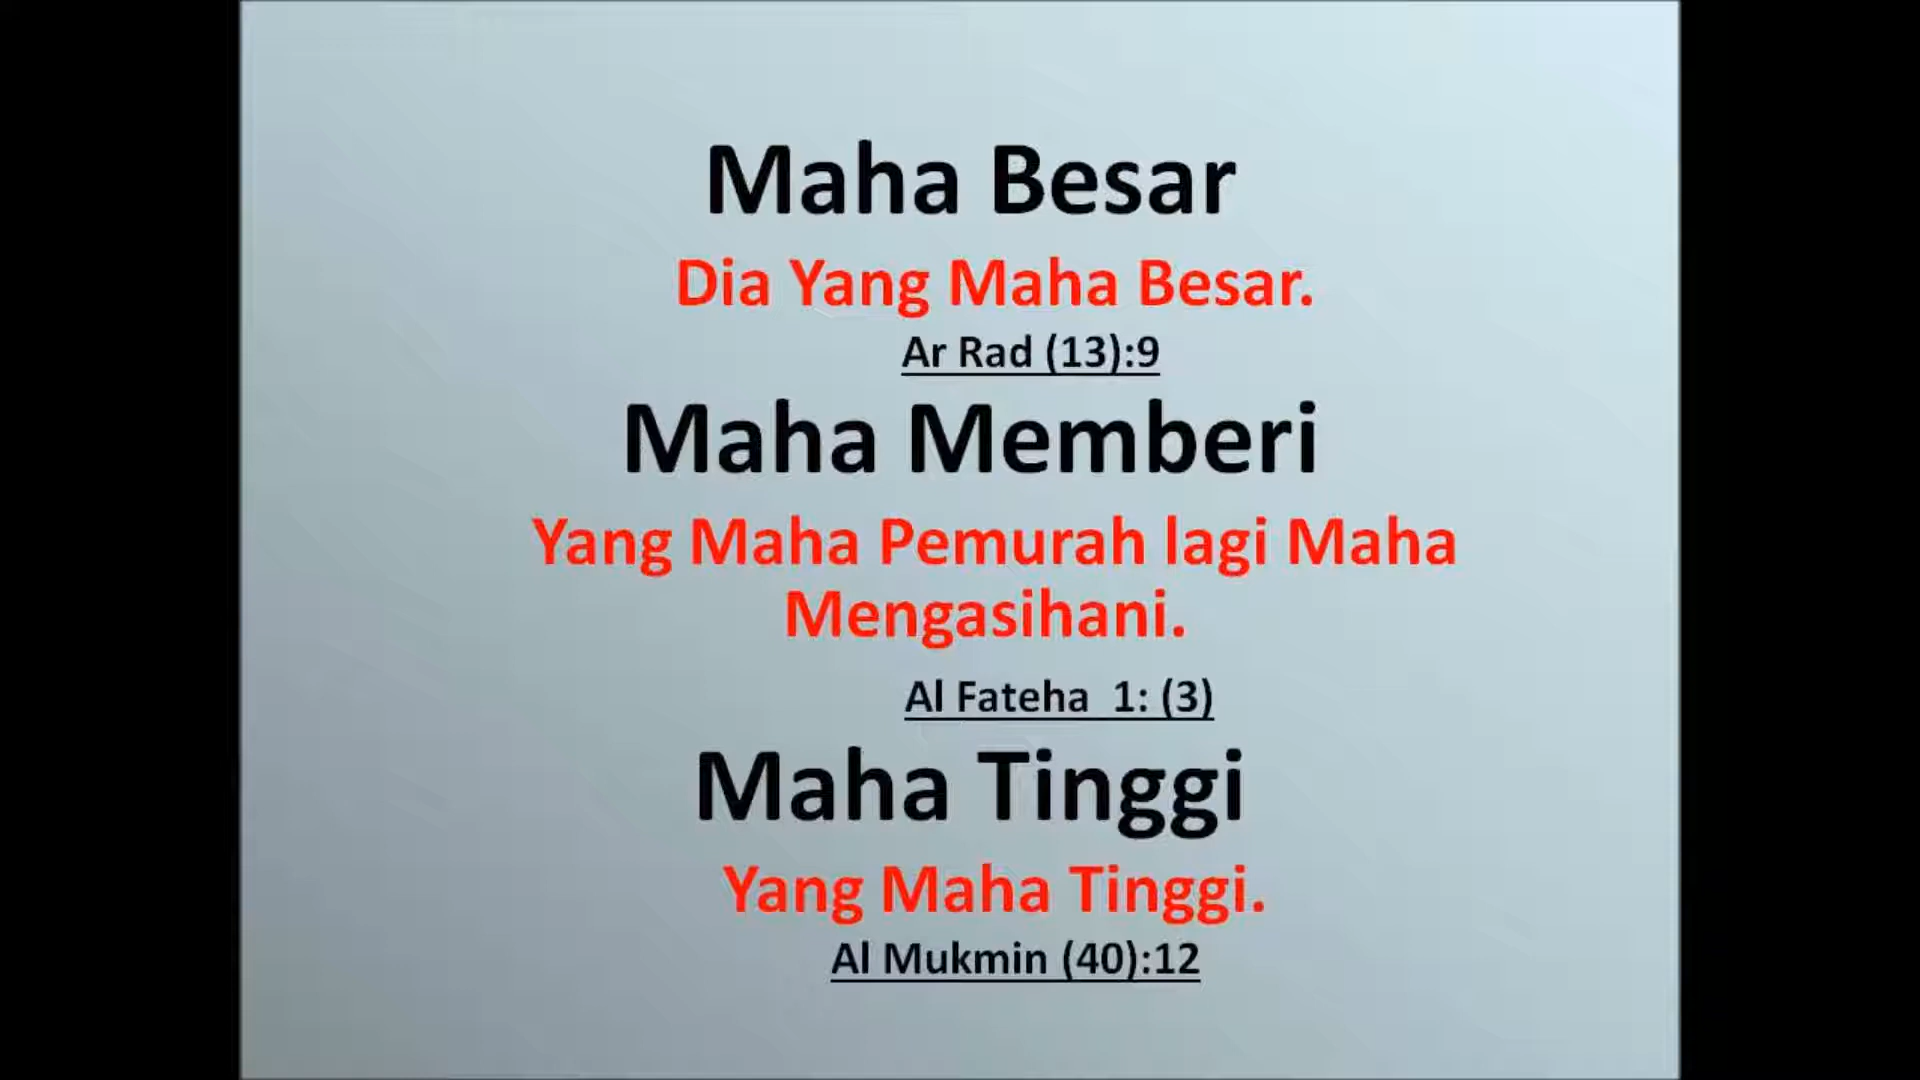 Maha Besar
Dia Yang Maha Besar.
Ar Rad (13):9
Maha Memberi
Yang Maha Pemurah lagi Maha
Mengasihani.
Al Fateha  1: (3)
Maha Tinggi
Yang Maha Tinggi.
Al Mukmin (40):12